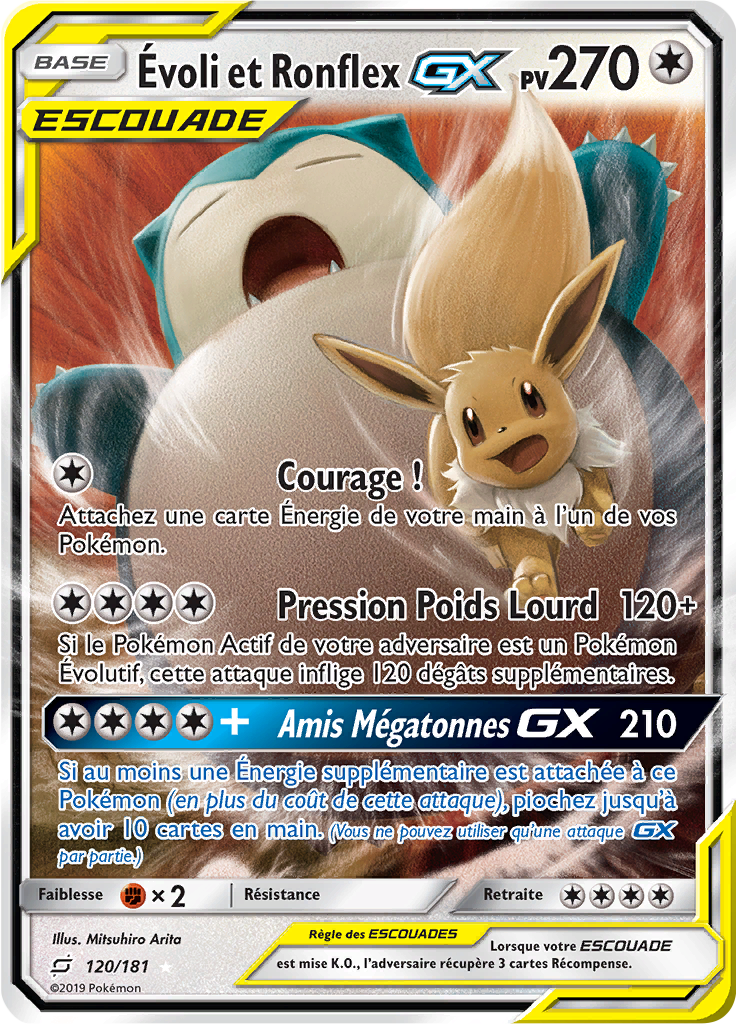 BASE Évoli et Ronflex GX PV270
ESCOUADE
Courage !
Attachez une carte Énergie de votre main à l'un de vos
Pokémon.
Pression Poids Lourd 120+
Si le Pokémon Actif de votre adversaire est un Pokémon
Évolutif, cette attaque inflige 120 dégâts supplémentaires.
+ Amis Mégatonnes GX 210
Si au moins une Énergie supplémentaire est attachée à ce
Pokémon (en plus du coût de cette attaque), piochez jusqu'à
avoir 10 cartes en main. (Vous ne pouvez utiliser qu'une attaque GX
par partie.)
Faiblesse ×2 Résistance Retraite
Illus. Mitsuhiro Arita
Règle des ESCOUADES
Lorsque votre ESCOUADE
est mise K.O., l'adversaire récupère 3 cartes Récompense.
120/181
©2019 Pokémon